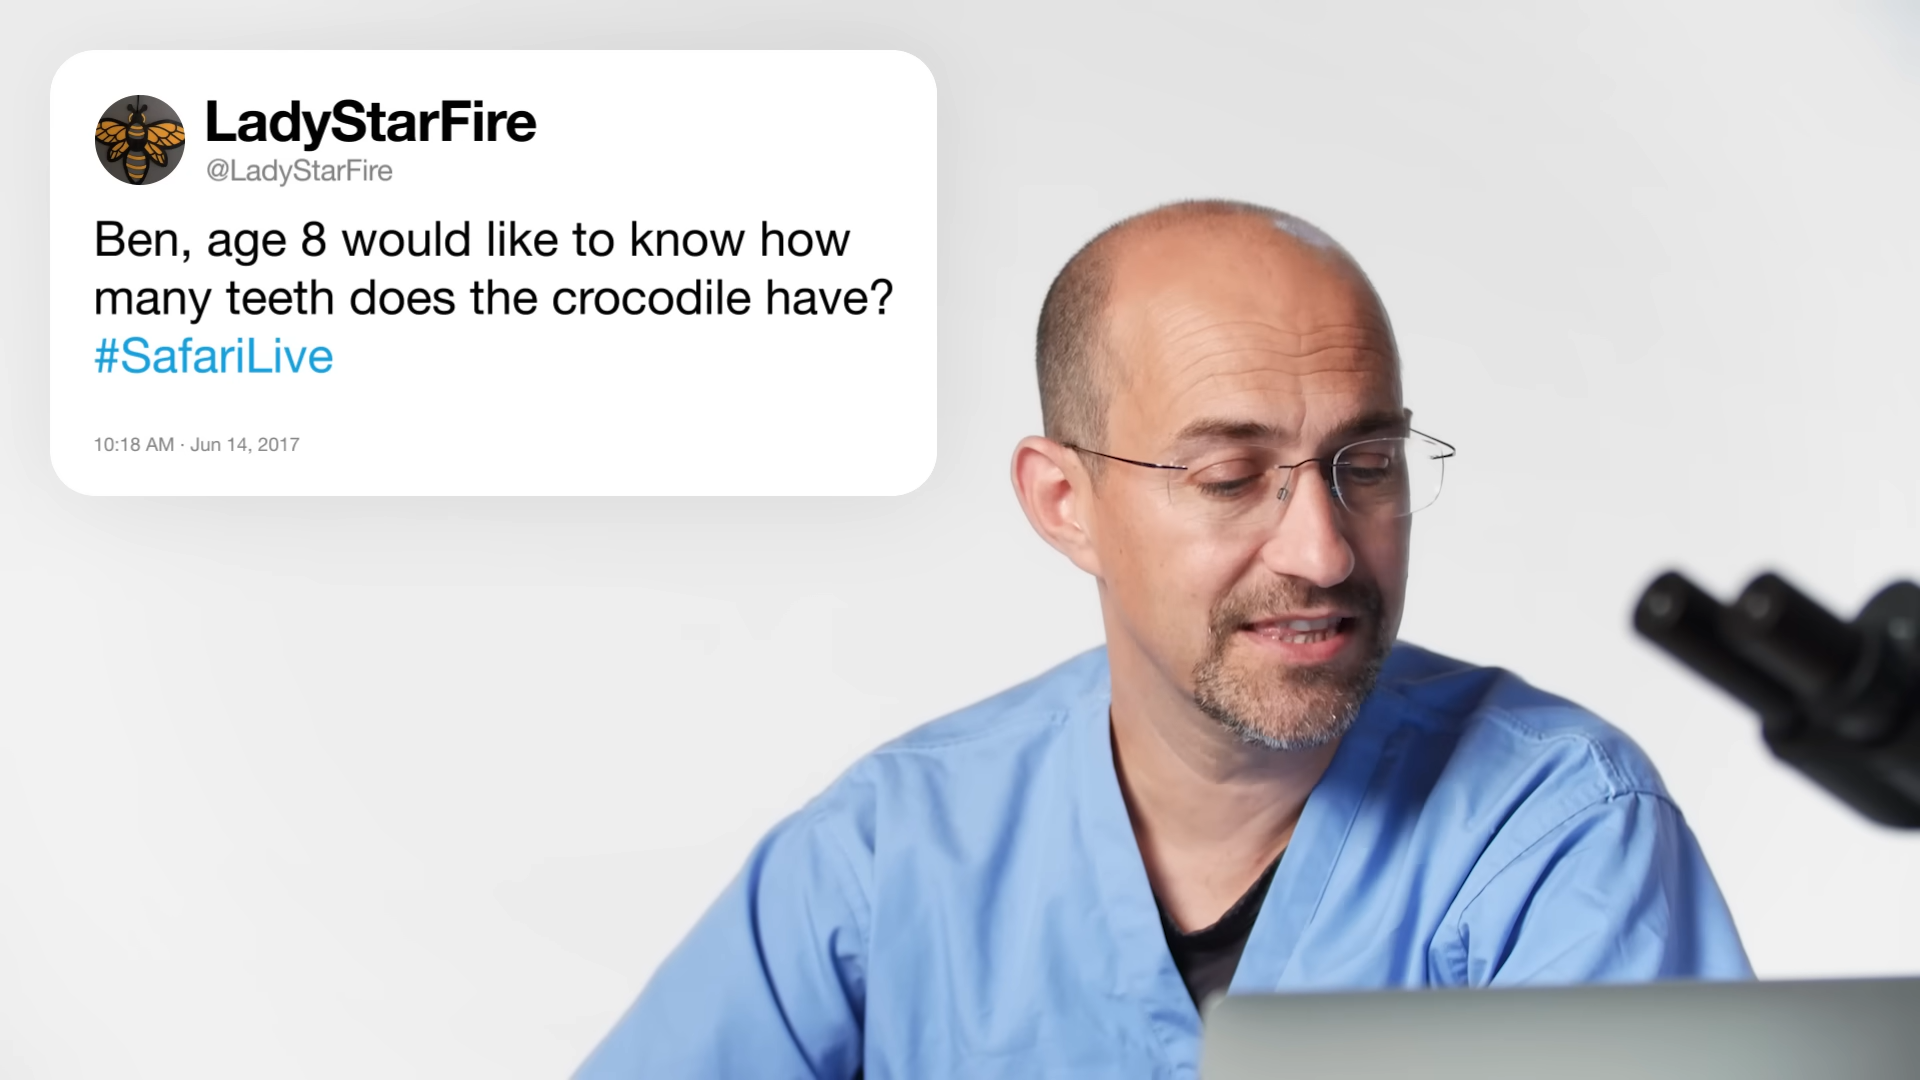 LadyStarFire
@LadyStarFire
Ben, age 8 would like to know how
many teeth does the crocodile have?
#SafariLive
10:18 AM · Jun 14, 2017